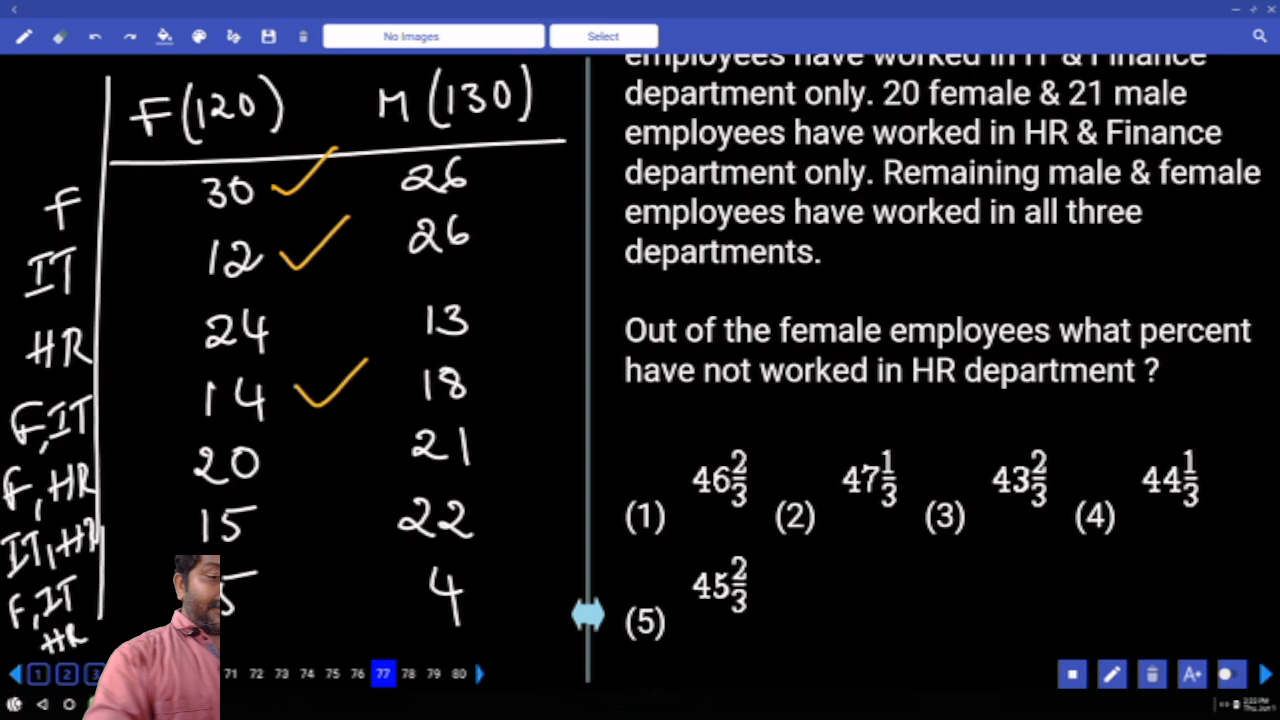 No Images
Select
F(120) M (130)
F 30 26
IT 12 26
HR 24 13
F,IT 14 18
F,HR 20 21
IT,HR 15 22
F,IT 5 4
HR
employees have worked in IT & Finance
department only. 20 female & 21 male
employees have worked in HR & Finance
department only. Remaining male & female
employees have worked in all three
departments.
Out of the female employees what percent
have not worked in HR department ?
(1) 46 2/3 (2) 47 1/3 (3) 43 2/3 (4) 44 1/3
(5) 45 2/3
1 2 3 71 72 73 74 75 76 77 78 79 80
A+